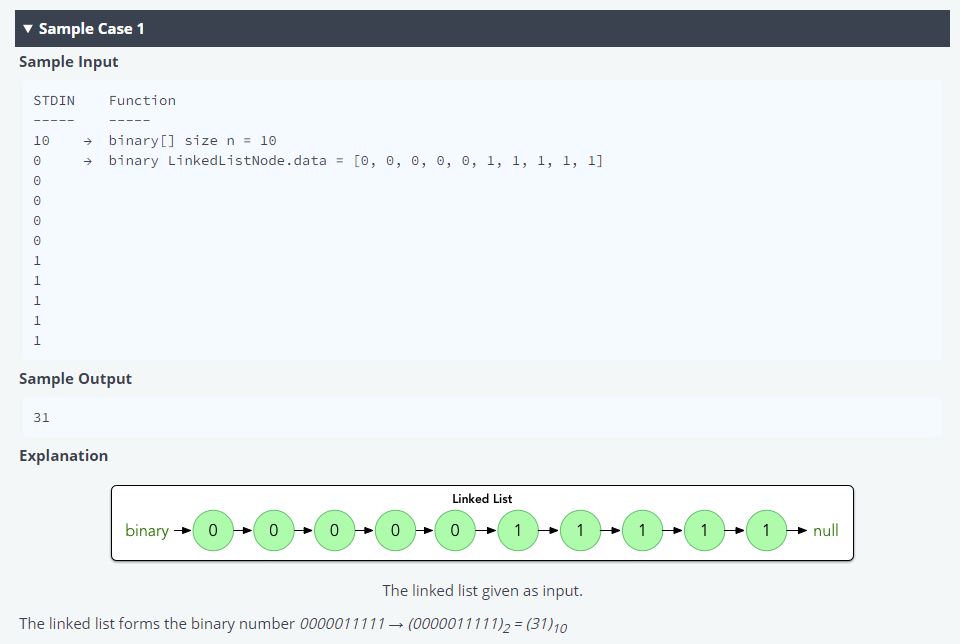 ▼ Sample Case 1
Sample Input
STDIN Function
----- -----
10 → binary[] size n = 10
0 → binary LinkedListNode.data = [0, 0, 0, 0, 0, 1, 1, 1, 1, 1]
0
0
0
0
1
1
1
1
1
Sample Output
31
Explanation
Linked List
binary 0 0 0 0 0 1 1 1 1 1 null
The linked list given as input.
The linked list forms the binary number 0000011111 → (0000011111)₂ = (31)₁₀